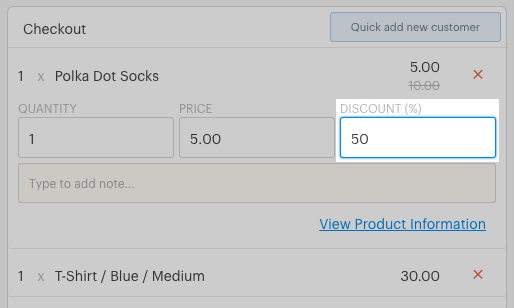 Checkout Quick add new customer
1 x Polka Dot Socks 5.00 ×
10.00
QUANTITY PRICE DISCOUNT (%)
1 5.00 50
Type to add note...
View Product Information
1 x T-Shirt / Blue / Medium 30.00 ×